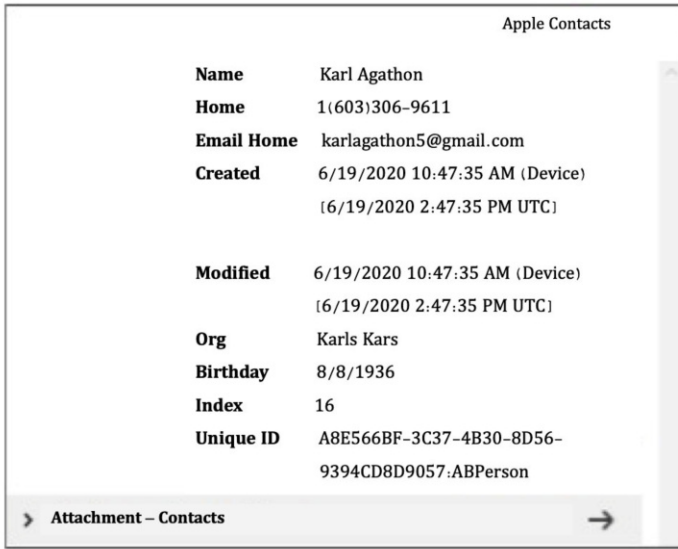 Apple Contacts
Name Karl Agathon
Home 1(603)306-9611
Email Home karlagathon5@gmail.com
Created 6/19/2020 10:47:35 AM (Device)
[6/19/2020 2:47:35 PM UTC]
Modified 6/19/2020 10:47:35 AM (Device)
[6/19/2020 2:47:35 PM UTC]
Org Karls Kars
Birthday 8/8/1936
Index 16
Unique ID A8E566BF-3C37-4B30-8D56-
9394CD8D9057:ABPerson
Attachment – Contacts